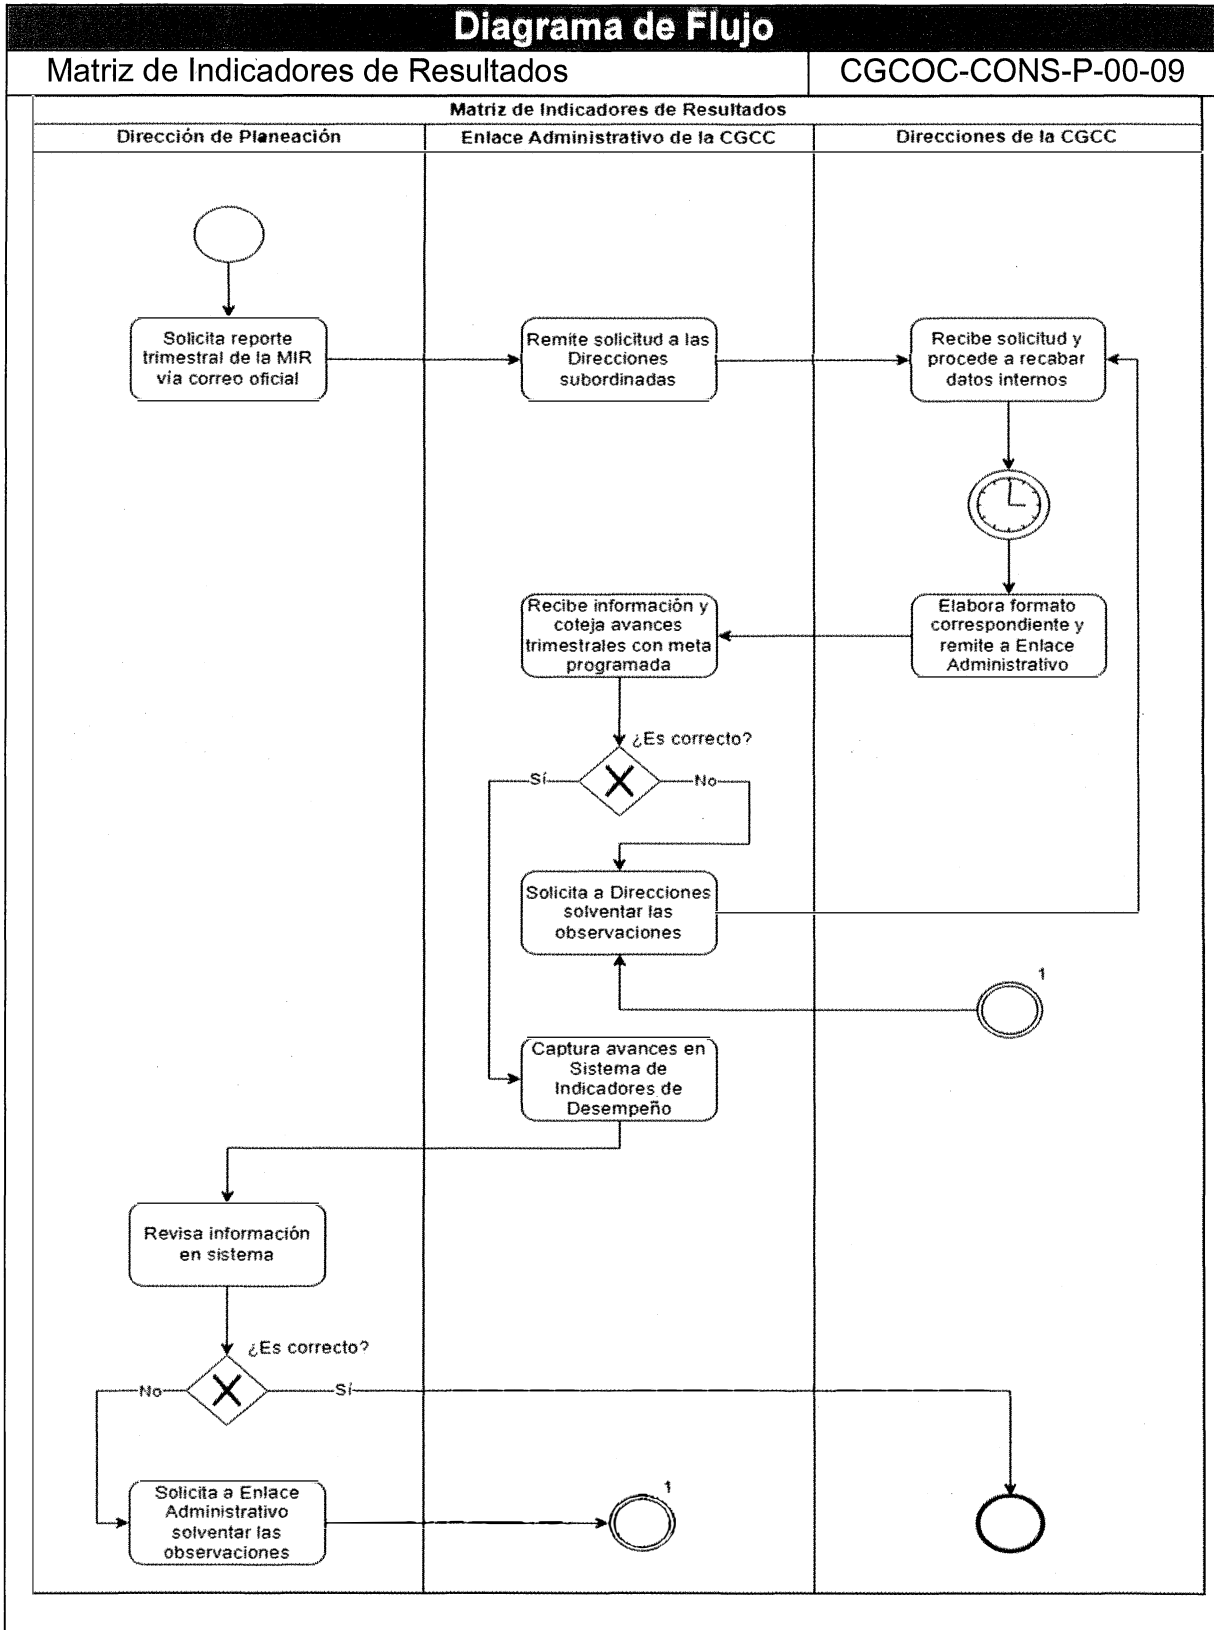 Diagrama de Flujo
Matriz de Indicadores de Resultados
CGCOC-CONS-P-00-09
Matriz de Indicadores de Resultados
Dirección de Planeación
Enlace Administrativo de la CGCC
Direcciones de la CGCC
Solicita reporte
trimestral de la MIR
vía correo oficial
Remite solicitud a las
Direcciones
subordinadas
Recibe solicitud y
procede a recabar
datos internos
Elabora formato
correspondiente y
remite a Enlace
Administrativo
Recibe información y
coteja avances
trimestrales con meta
programada
¿Es correcto?
Sí
No
Solicita a Direcciones
solventar las
observaciones
1
Captura avances en
Sistema de
Indicadores de
Desempeño
Revisa información
en sistema
¿Es correcto?
No
Sí
Solicita a Enlace
Administrativo
solventar las
observaciones
1